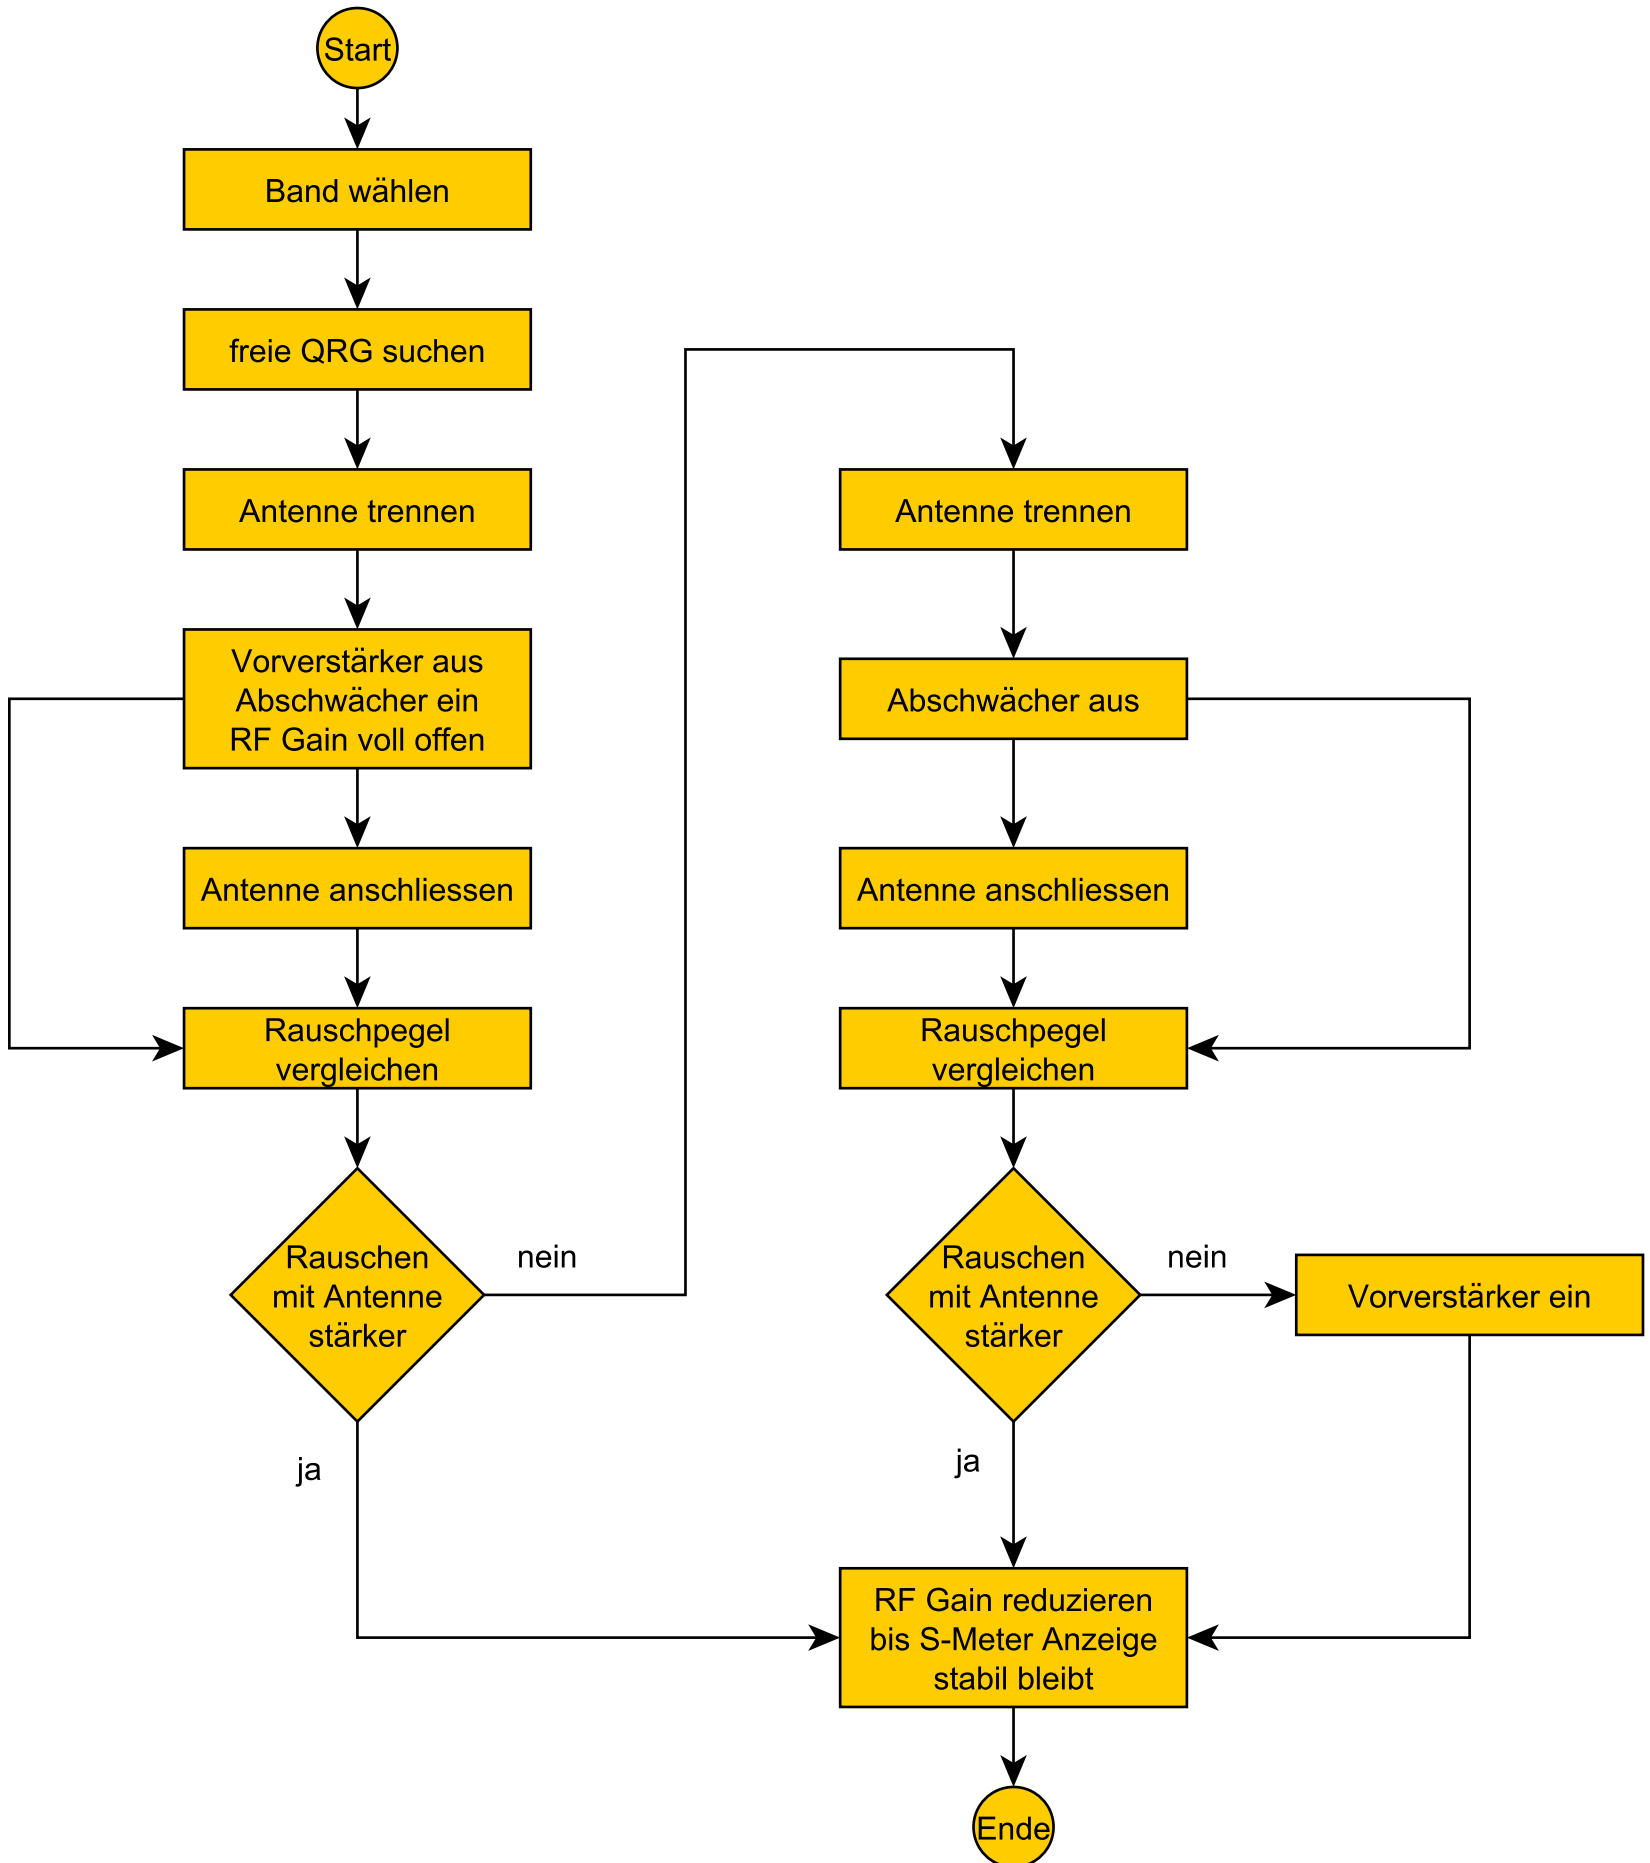 Start
Band wählen
freie QRG suchen
Antenne trennen
Vorverstärker aus
Abschwächer ein
RF Gain voll offen
Antenne anschliessen
Rauschpegel
vergleichen
Rauschen
mit Antenne
stärker
nein
ja
Antenne trennen
Abschwächer aus
Antenne anschliessen
Rauschpegel
vergleichen
Rauschen
mit Antenne
stärker
nein
Vorverstärker ein
ja
RF Gain reduzieren
bis S-Meter Anzeige
stabil bleibt
Ende